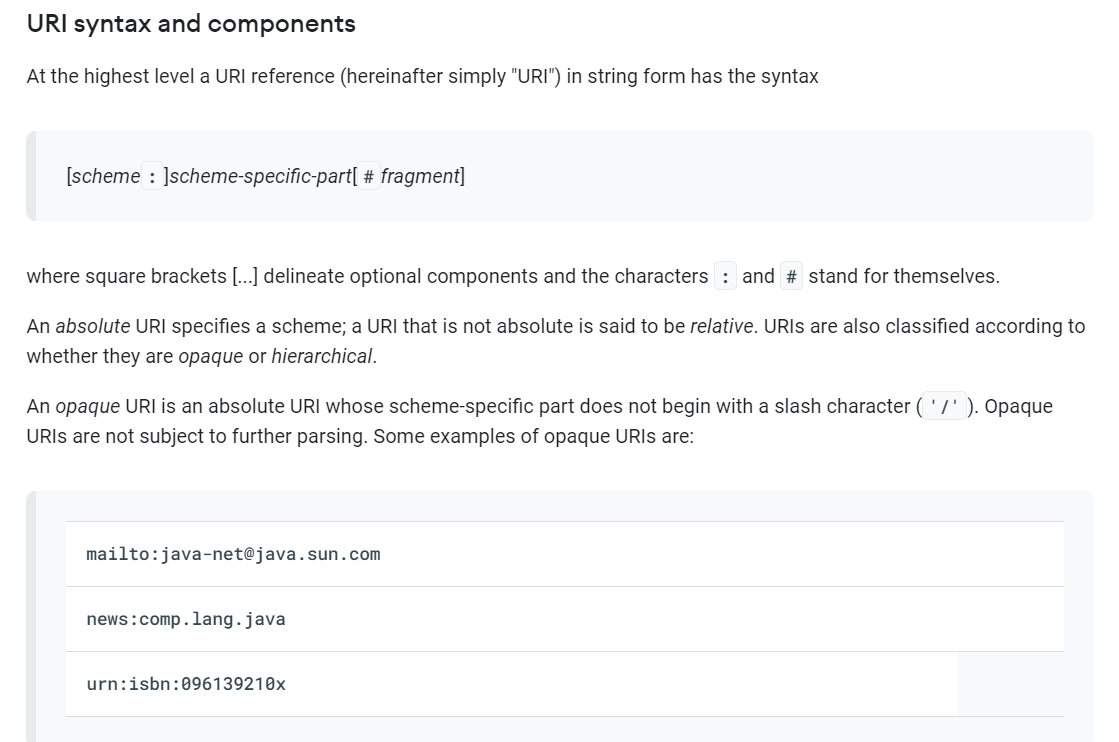 URI syntax and components
At the highest level a URI reference (hereinafter simply "URI") in string form has the syntax
[scheme:]scheme-specific-part[#fragment]
where square brackets [...] delineate optional components and the characters : and # stand for themselves.
An absolute URI specifies a scheme; a URI that is not absolute is said to be relative. URIs are also classified according to
whether they are opaque or hierarchical.
An opaque URI is an absolute URI whose scheme-specific part does not begin with a slash character ('/'). Opaque
URIs are not subject to further parsing. Some examples of opaque URIs are:
mailto:java-net@java.sun.com
news:comp.lang.java
urn:isbn:096139210x